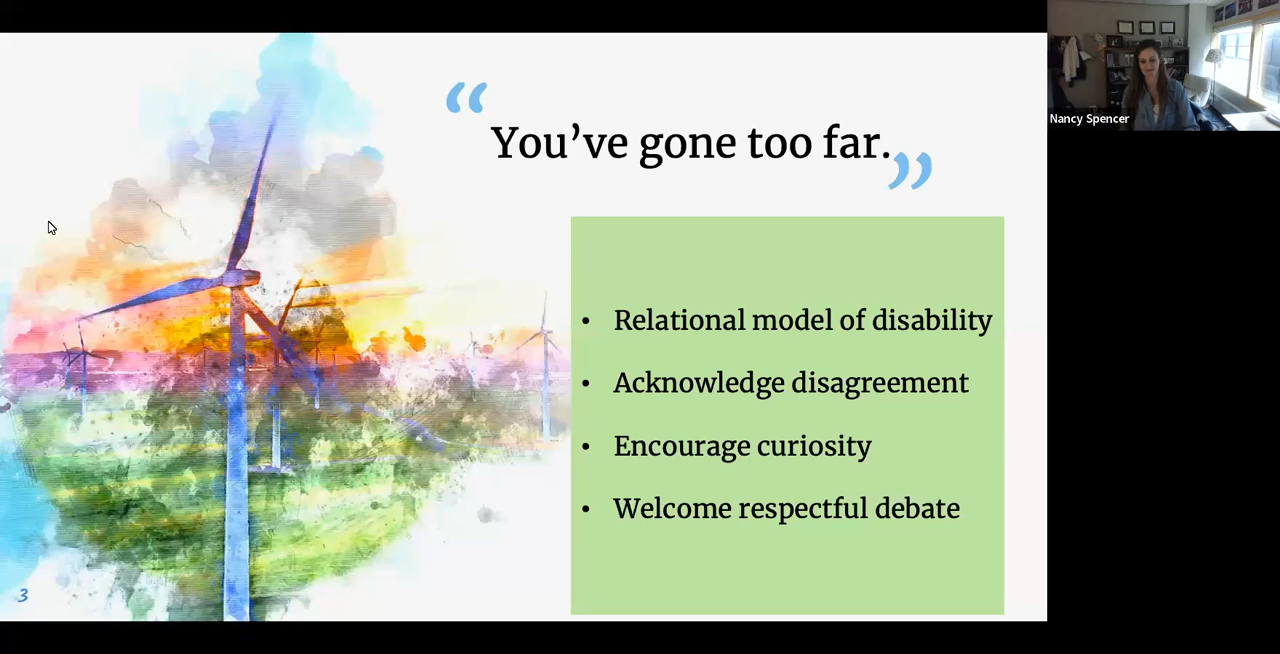 “
You’ve gone too far.
”
• Relational model of disability
• Acknowledge disagreement
• Encourage curiosity
• Welcome respectful debate
3
Nancy Spencer